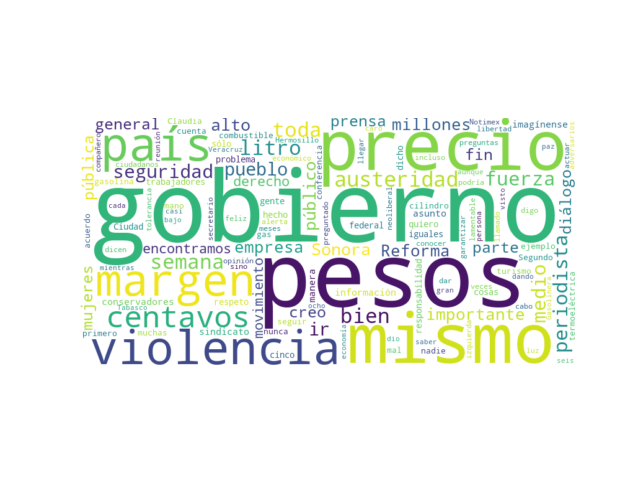 general
alto
toda
prensa
millones
Notimex
libertad
imagínense
Claudia
cuenta
sólo
combustible
Hermosillo
país
precio
litro
dicho
preguntas
fin
paz
actuar
compañeros
ciudadanos
reunión
Veracruz
alerta
llegar
iguales
seguridad
pueblo
problema
económico
conferencia
incluso
aunque
pública
gasolina
trabajadores
derecho
público
austeridad
podría
fuerza
gobierno
cada
mano
tolerancia
casi
bajo
secretario
gente
feliz
hecho
meses
gas
preguntado
federal
cilindro
asunto
quiero
neoliberal
garantizar
lamentable
llamado
persona
visto
digo
diálogo
Ciudad
acuerdo
dicen
encontramos
opinión
empresa
Sonora
Reforma
conocer
parte
ejemplo
Segundo
periodista
mientras
semana
sino
movimiento
manera
pesos
información
responsabilidad
dar
gran
veces
cosas
turismo
dando
medio
termoeléctrica
mujeres
margen
conservadores
respeto
Tabasco
centavos
creo
ocho
bien
importante
primero
muchas
sindicato
seguir
nunca
ir
economía
dio
mal
saber
nadie
izquierda
luz
cabo
seis
violencia
cinco
mismo